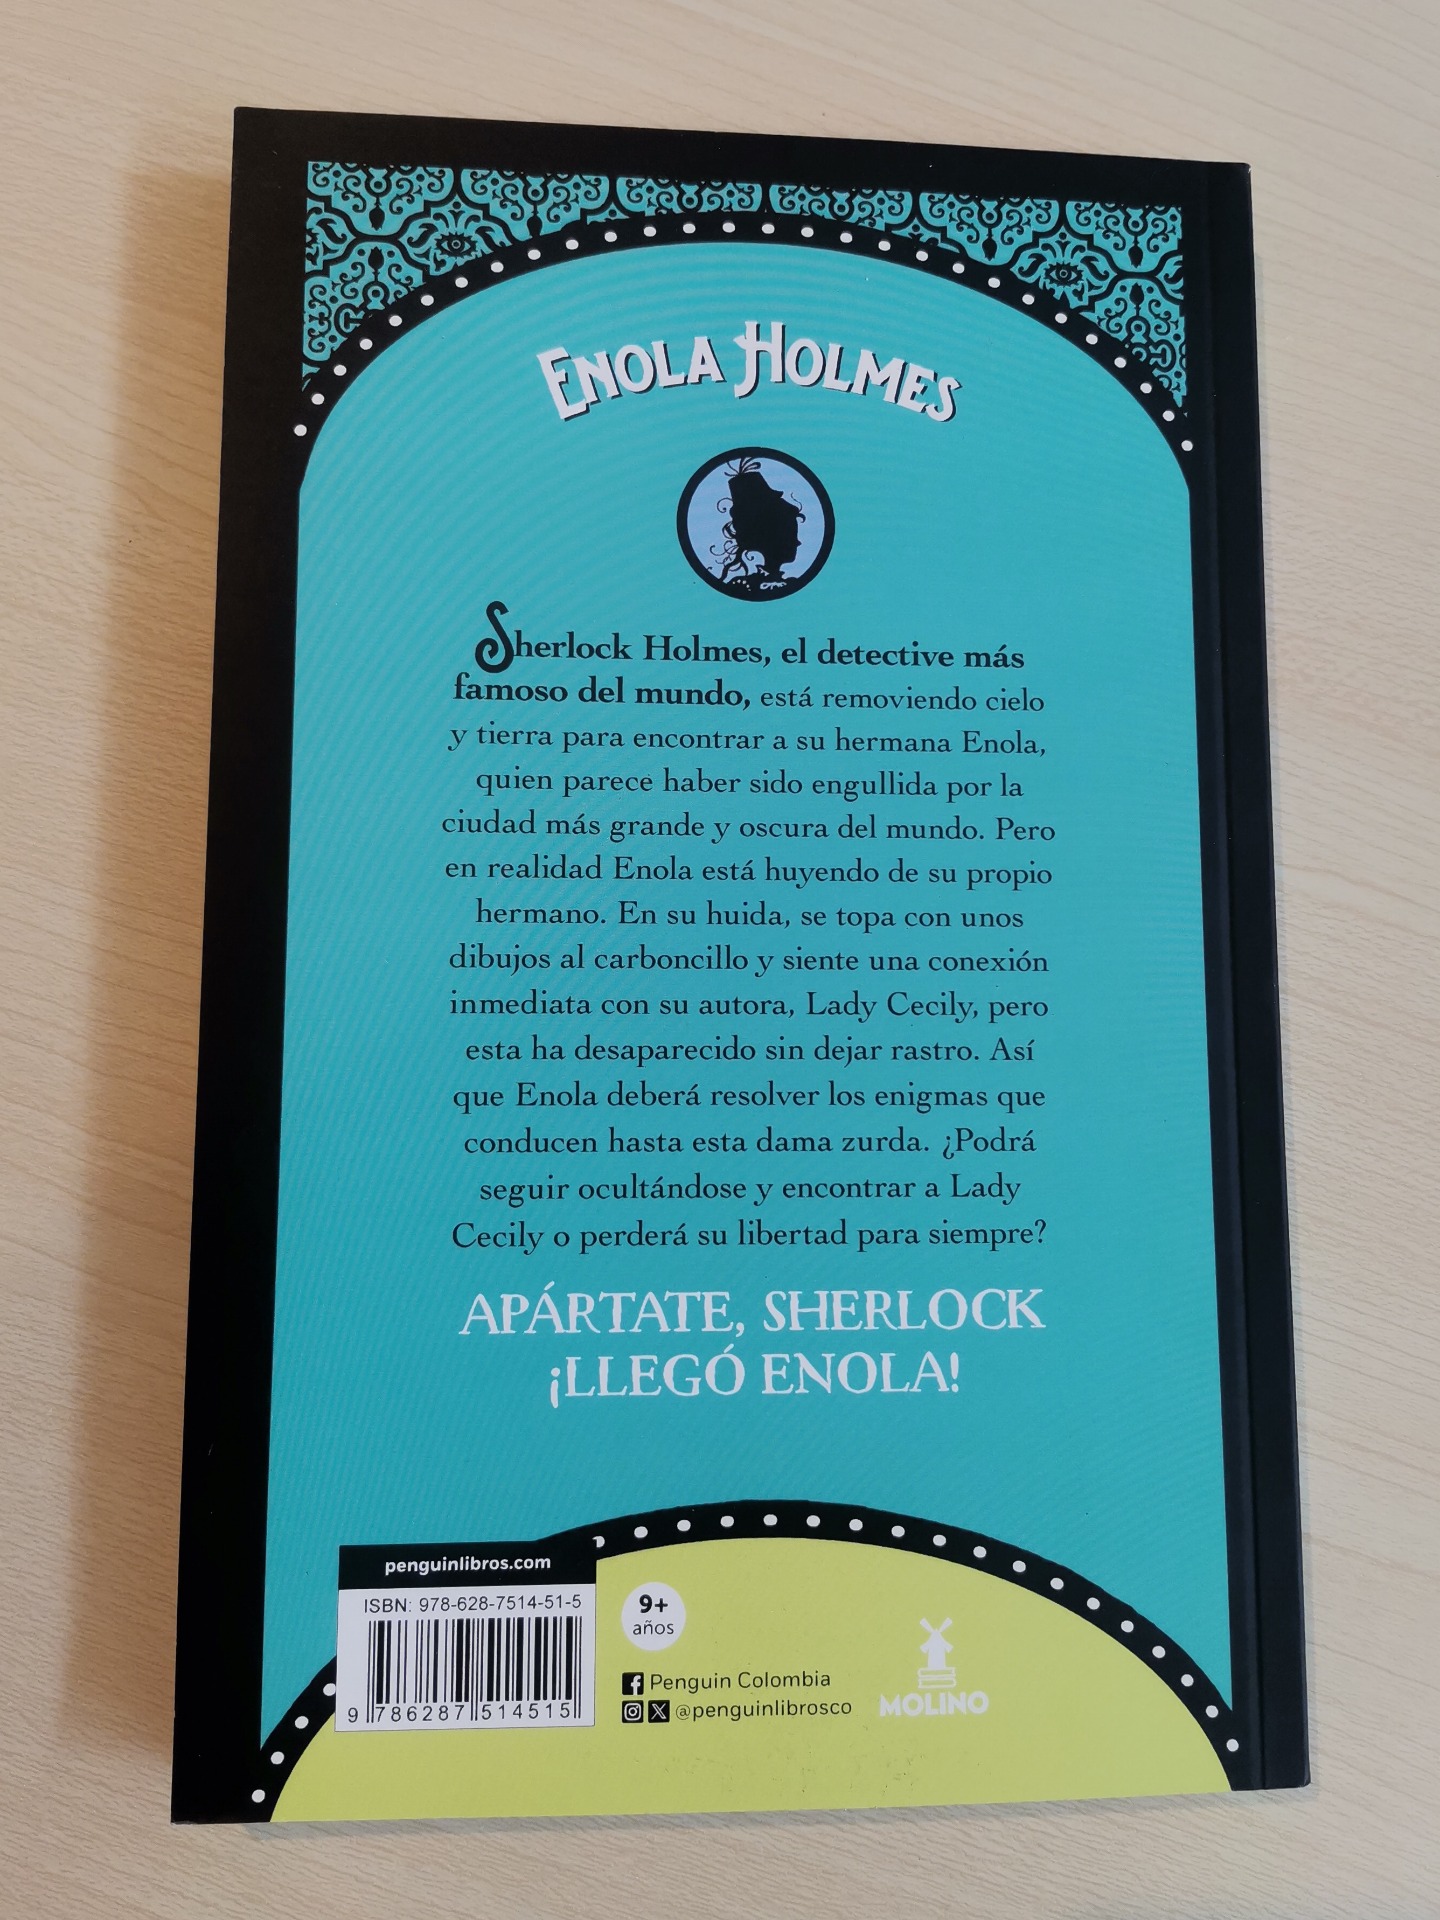 ENOLA HOLMES
Sherlock Holmes, el detective más
famoso del mundo, está removiendo cielo
y tierra para encontrar a su hermana Enola,
quien parece haber sido engullida por la
ciudad más grande y oscura del mundo. Pero
en realidad Enola está huyendo de su propio
hermano. En su huida, se topa con unos
dibujos al carboncillo y siente una conexión
inmediata con su autora, Lady Cecily, pero
esta ha desaparecido sin dejar rastro. Así
que Enola deberá resolver los enigmas que
conducen hasta esta dama zurda. ¿Podrá
seguir ocultándose y encontrar a Lady
Cecily o perderá su libertad para siempre?
APÁRTATE, SHERLOCK
¡LLEGÓ ENOLA!
penguinlibros.com
ISBN: 978-628-7514-51-5
9 786287 514515
9+
años
Penguin Colombia
@penguinlibrosco
MOLINO